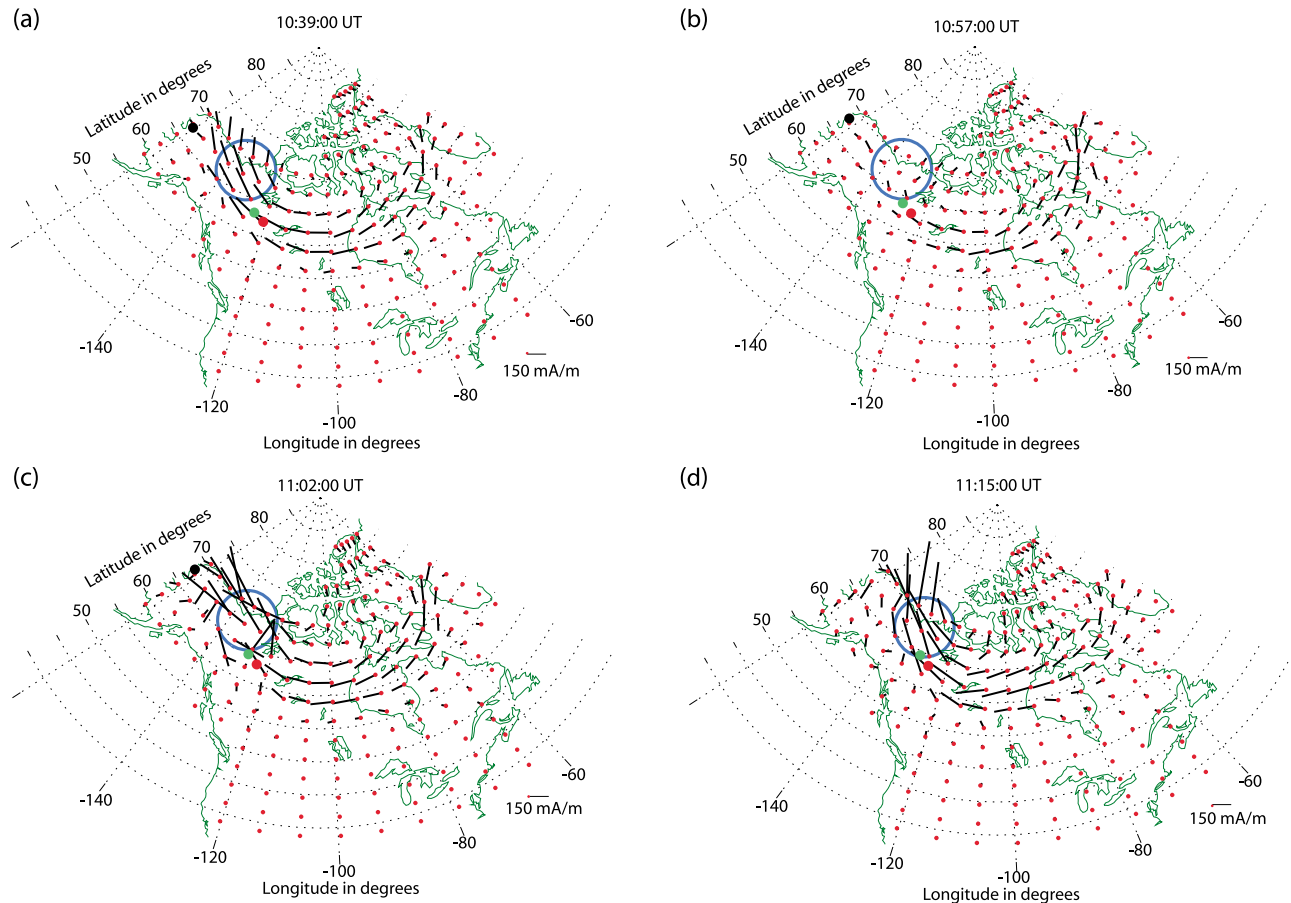 (a)
10:39:00 UT
Latitude in degrees
80
70
60
50
-140
-120
-100
-80
-60
150 mA/m
Longitude in degrees
(b)
10:57:00 UT
Latitude in degrees
80
70
60
50
-140
-120
-100
-80
-60
150 mA/m
Longitude in degrees
(c)
11:02:00 UT
Latitude in degrees
80
70
60
50
-140
-120
-100
-80
-60
150 mA/m
Longitude in degrees
(d)
11:15:00 UT
80
70
60
50
-140
-120
-100
-80
-60
150 mA/m
Longitude in degrees